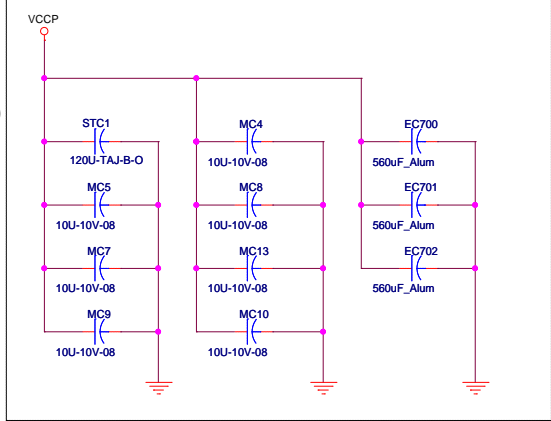 VCCP
STC1
120U-TAJ-B-O
MC5
10U-10V-08
MC7
10U-10V-08
MC9
10U-10V-08
MC4
10U-10V-08
MC8
10U-10V-08
MC13
10U-10V-08
MC10
10U-10V-08
EC700
560uF_Alum
EC701
560uF_Alum
EC702
560uF_Alum